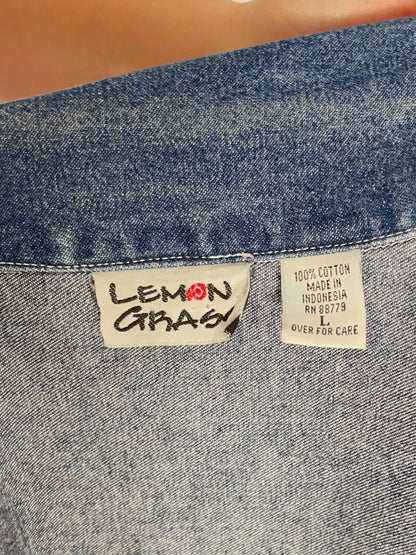 LEMON
GRASS
100% COTTON
MADE IN
INDONESIA
RN 88779
L
OVER FOR CARE